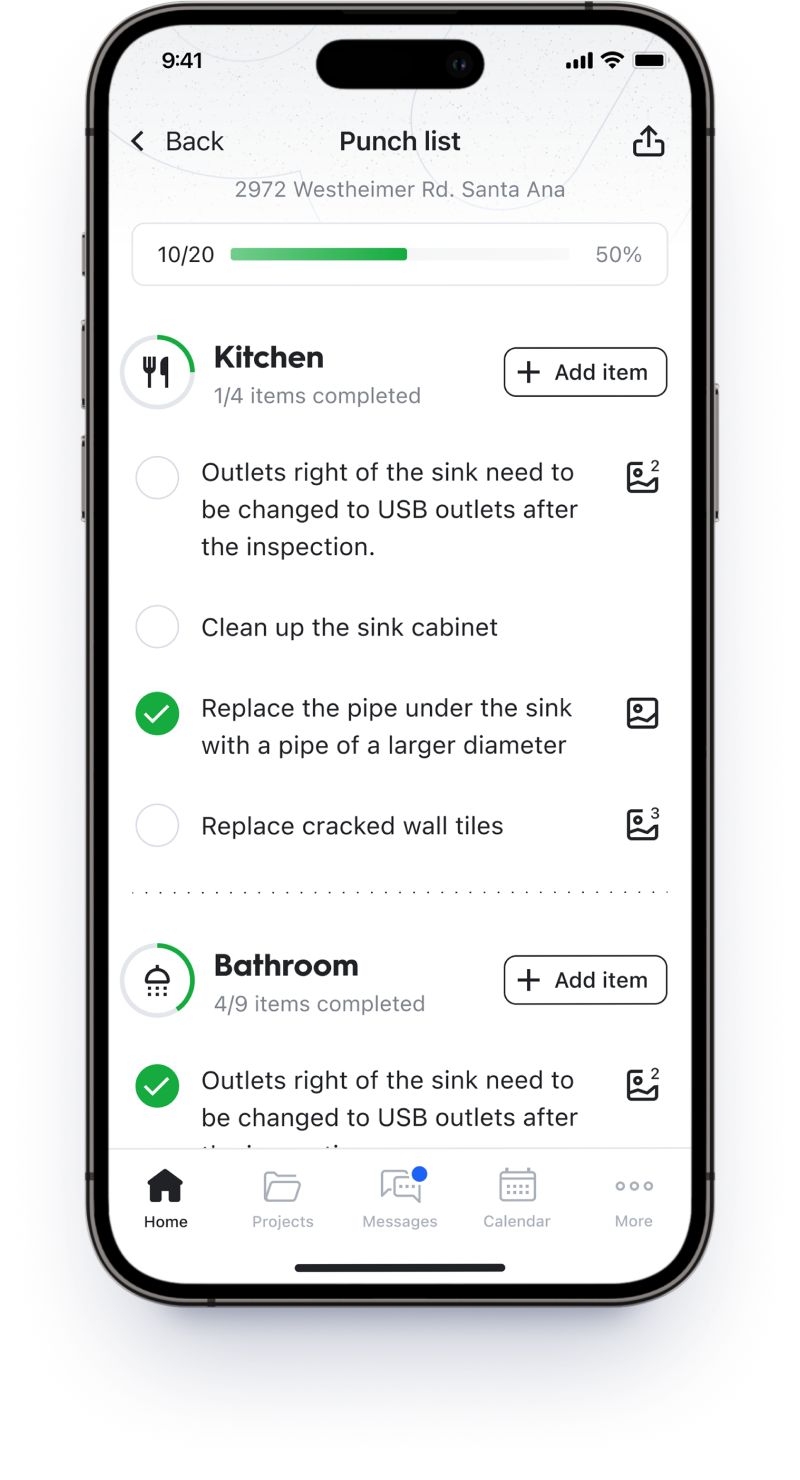 9:41
Back
Punch list
2972 Westheimer Rd. Santa Ana
10/20
50%
Kitchen
1/4 items completed
Add item
Outlets right of the sink need to
be changed to USB outlets after
the inspection.
2
Clean up the sink cabinet
Replace the pipe under the sink
with a pipe of a larger diameter
Replace cracked wall tiles
3
Bathroom
4/9 items completed
Add item
Outlets right of the sink need to
be changed to USB outlets after
2
Home
Projects
Messages
Calendar
More